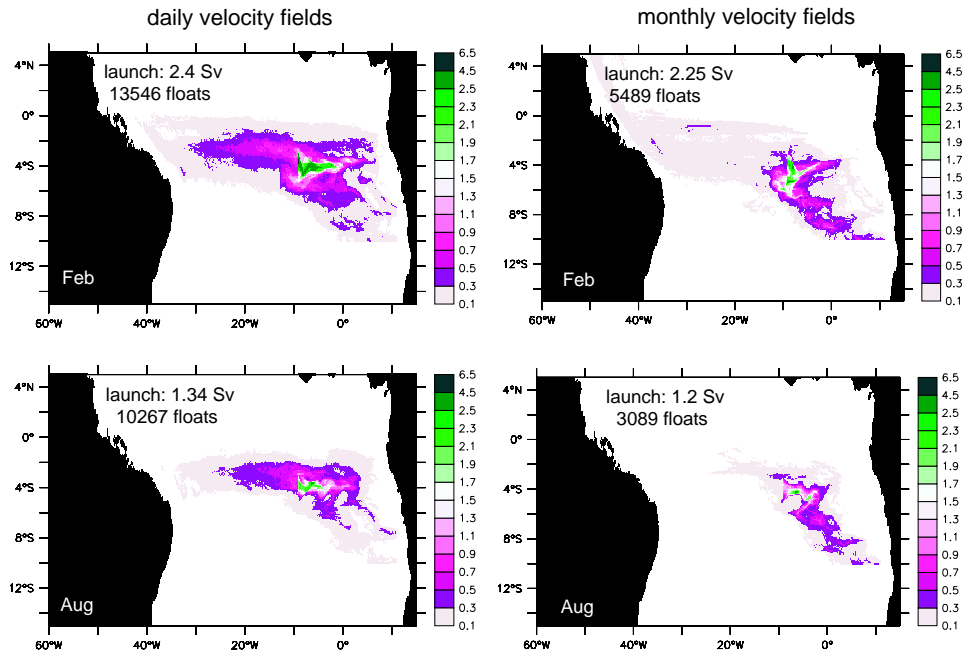 daily velocity fields
monthly velocity fields
launch: 2.4 Sv
13546 floats
Feb
4°N
0°
4°S
8°S
12°S
60°W
40°W
20°W
0°
6.5
4.5
2.5
2.3
2.1
1.9
1.7
1.5
1.3
1.1
0.9
0.7
0.5
0.3
0.1
launch: 2.25 Sv
5489 floats
Feb
4°N
0°
4°S
8°S
12°S
60°W
40°W
20°W
0°
6.5
4.5
2.5
2.3
2.1
1.9
1.7
1.5
1.3
1.1
0.9
0.7
0.5
0.3
0.1
launch: 1.34 Sv
10267 floats
Aug
4°N
0°
4°S
8°S
12°S
60°W
40°W
20°W
0°
6.5
4.5
2.5
2.3
2.1
1.9
1.7
1.5
1.3
1.1
0.9
0.7
0.5
0.3
0.1
launch: 1.2 Sv
3089 floats
Aug
4°N
0°
4°S
8°S
12°S
60°W
40°W
20°W
0°
6.5
4.5
2.5
2.3
2.1
1.9
1.7
1.5
1.3
1.1
0.9
0.7
0.5
0.3
0.1